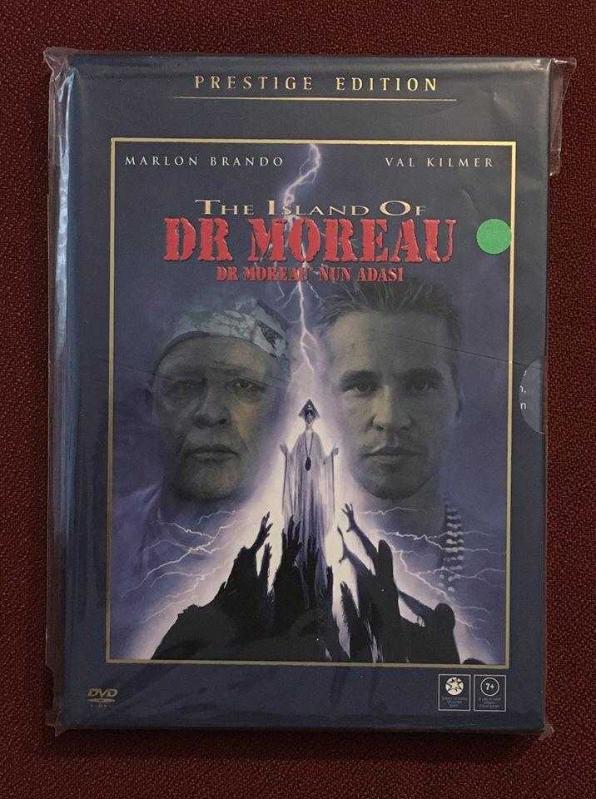 PRESTIGE EDITION
MARLON BRANDO VAL KILMER
THE ISLAND OF
DR MOREAU
DR MOREAU 'NUN ADASI
DVD
7+